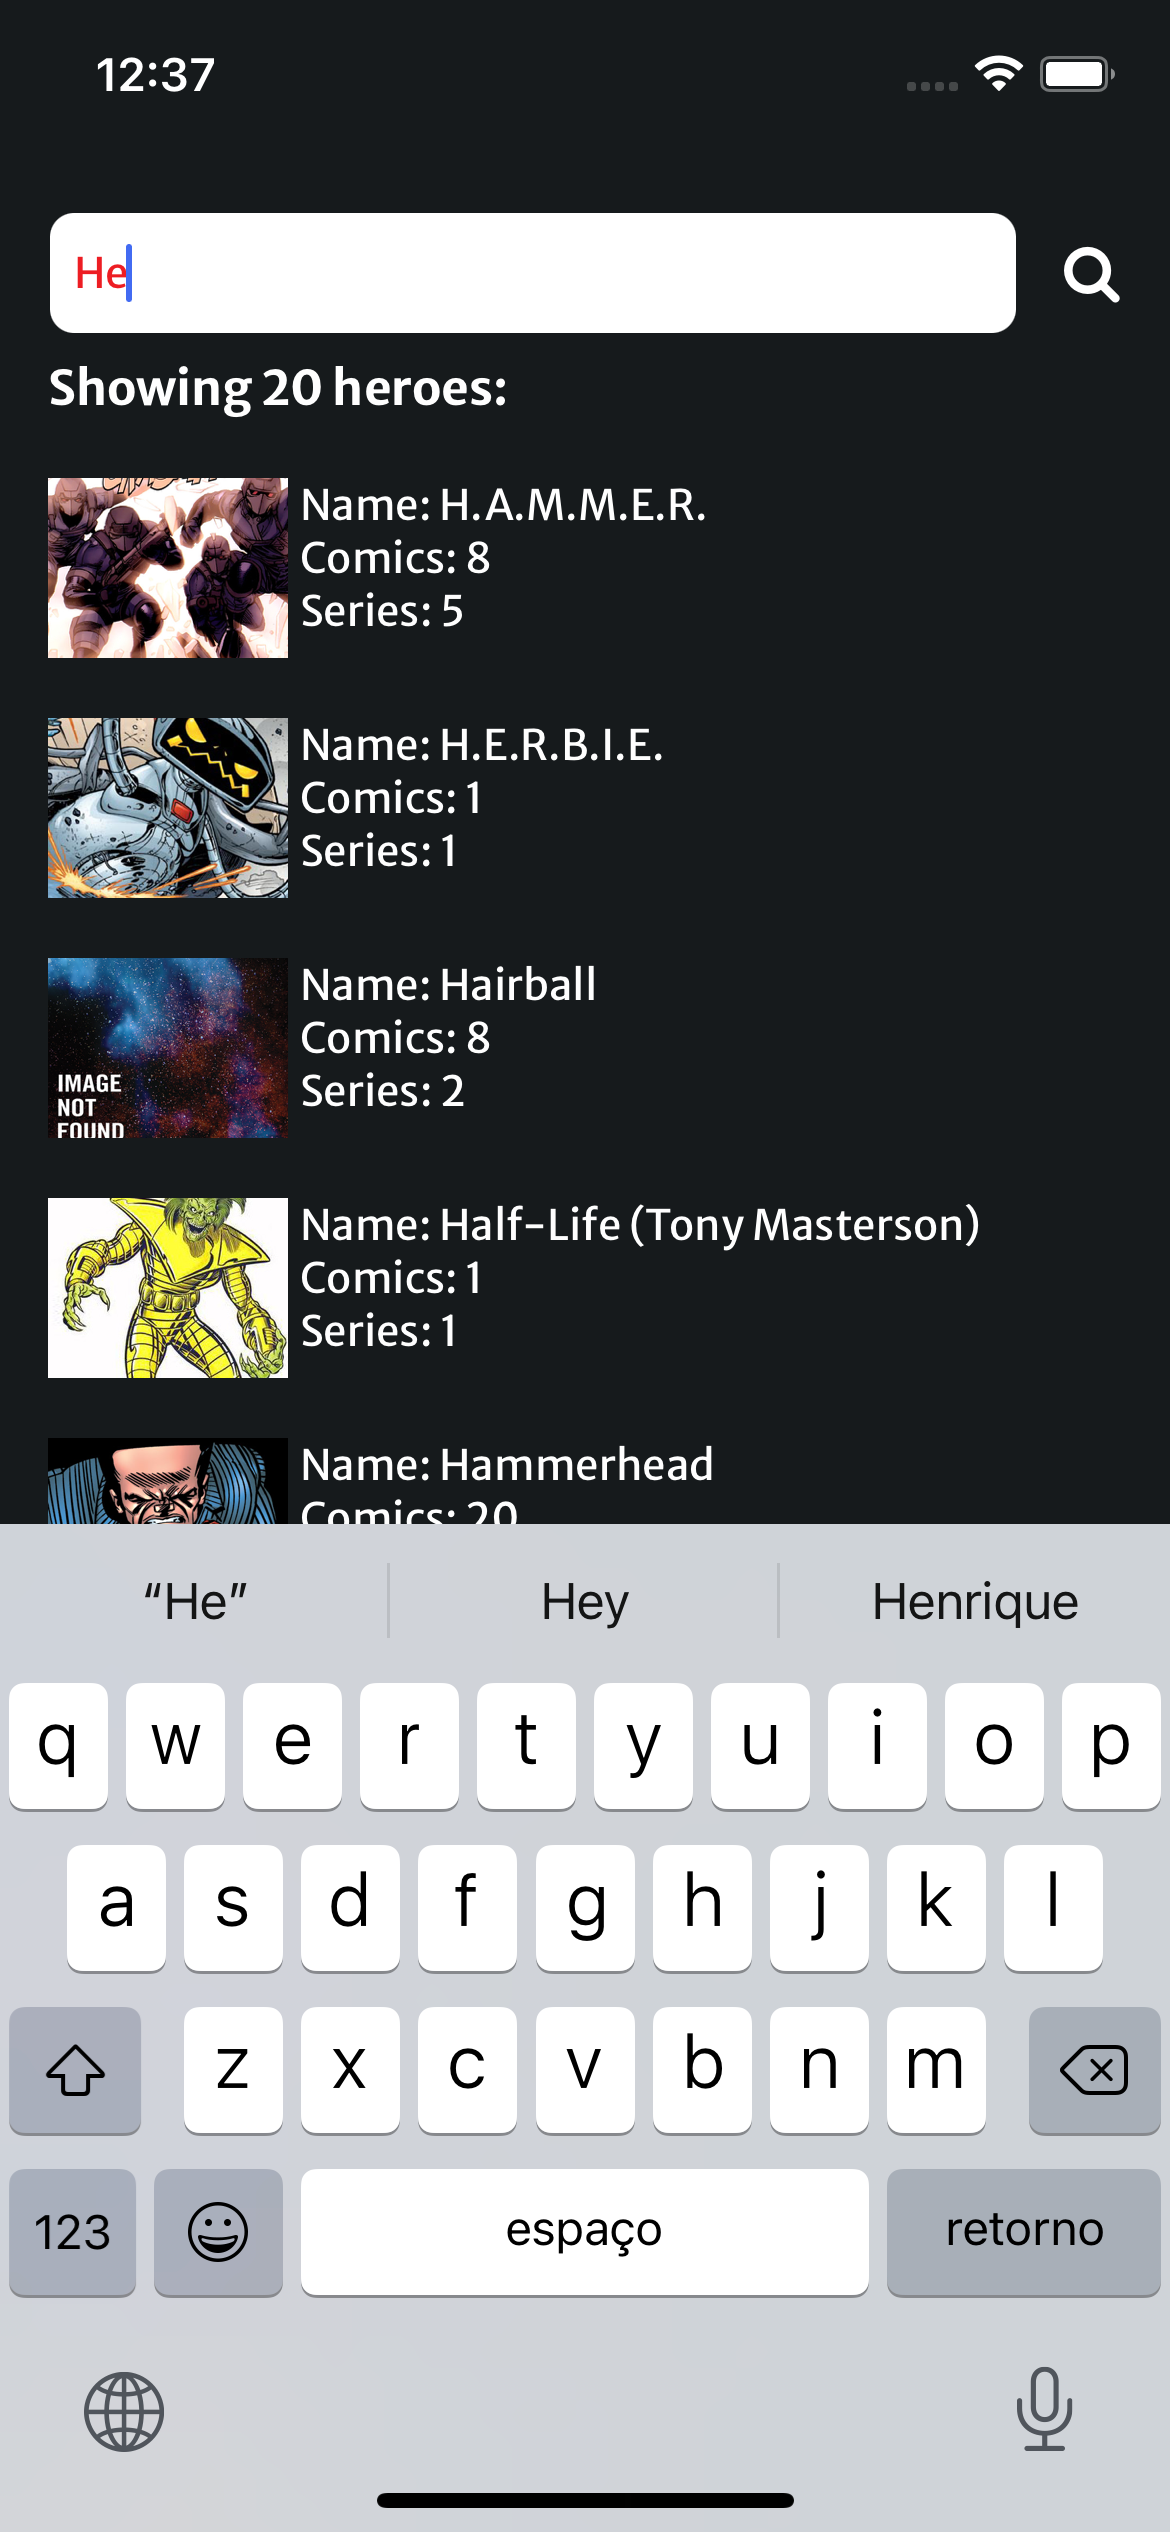 12:37
He
Showing 20 heroes:
Name: H.A.M.M.E.R.
Comics: 8
Series: 5
Name: H.E.R.B.I.E.
Comics: 1
Series: 1
IMAGE
NOT
FOUND
Name: Hairball
Comics: 8
Series: 2
Name: Half-Life (Tony Masterson)
Comics: 1
Series: 1
Name: Hammerhead
Comics: 20
“He” Hey Henrique
q w e r t y u i o p
a s d f g h j k l
z x c v b n m
123 espaço retorno